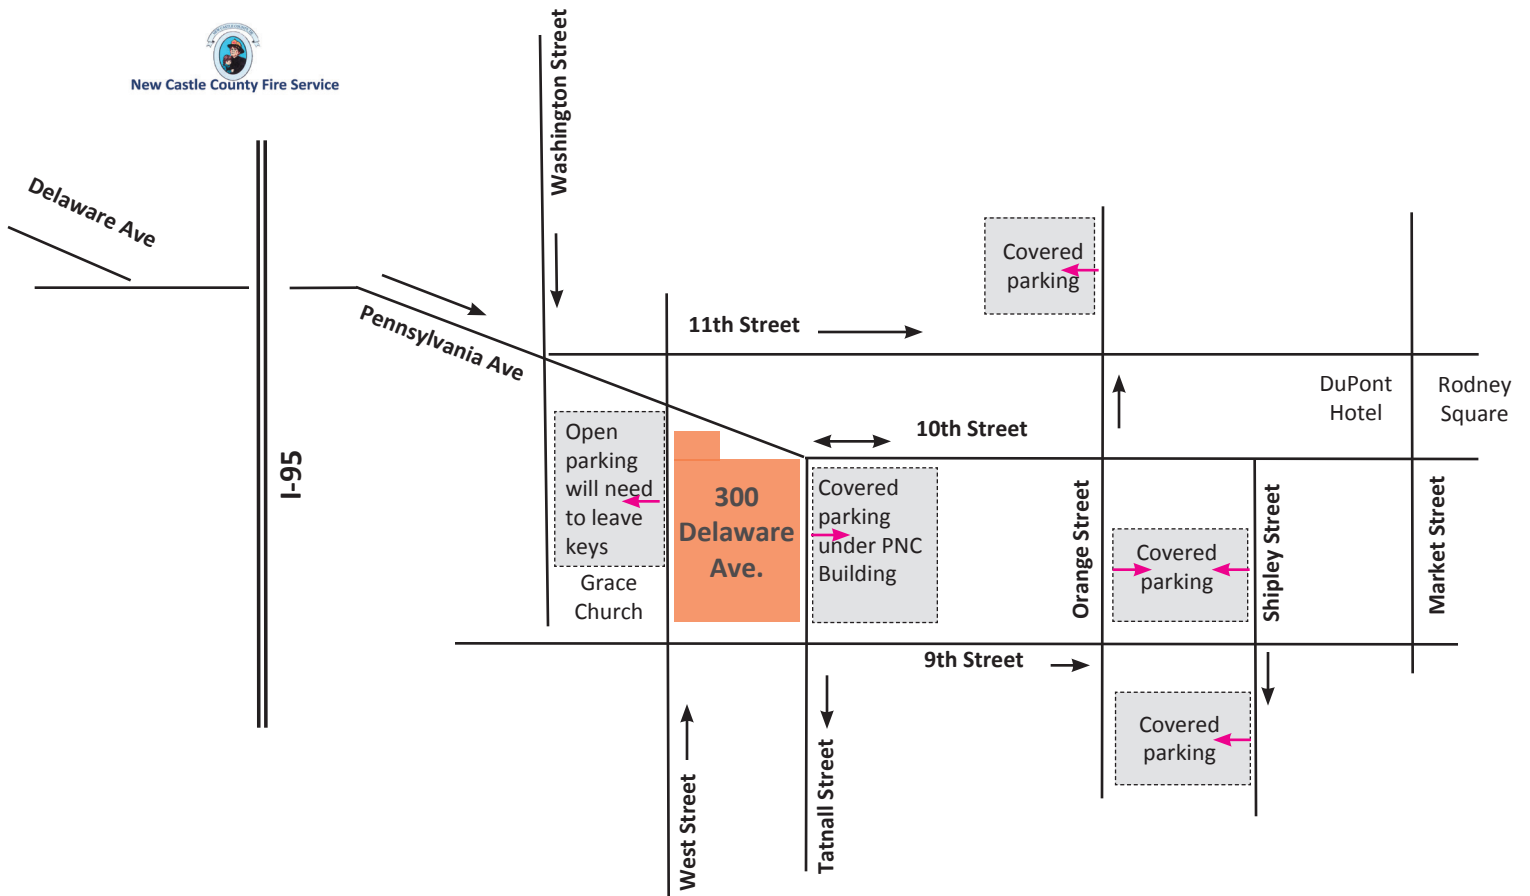 New Castle County Fire Service
Washington Street
Delaware Ave
I-95
Pennsylvania Ave
11th Street
Covered
parking
DuPont
Hotel
Rodney
Square
Open
parking
will need
to leave
keys
Grace
Church
300
Delaware
Ave.
10th Street
Covered
parking
under PNC
Building
Orange Street
Covered
parking
Shipley Street
Market Street
9th Street
Covered
parking
West Street
Tatnall Street